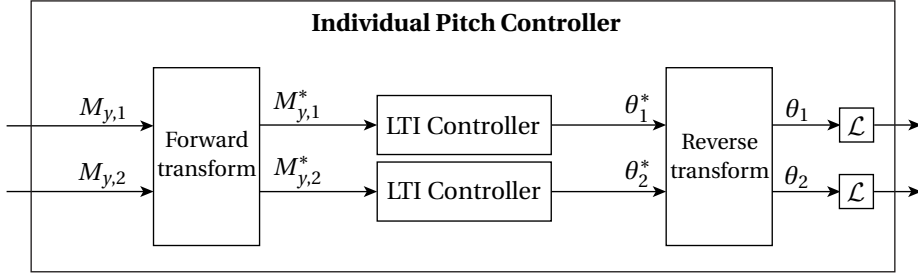 Individual Pitch Controller
M_{y,1} M^*_{y,1} θ^*_1 θ_1
LTI Controller ℒ
Forward transform
Reverse transform
M_{y,2} M^*_{y,2} θ^*_2 θ_2
LTI Controller ℒ